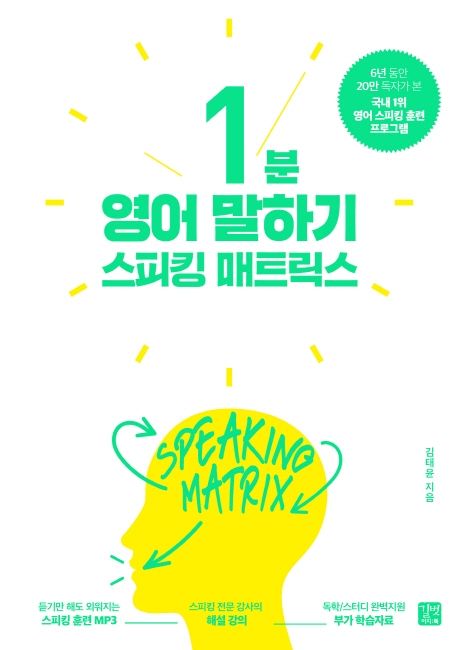 6년 동안
20만 독자가 본
국내 1위
영어 스피킹 훈련
프로그램
1분
영어 말하기
스피킹 매트릭스
SPEAKING
MATRIX
김태윤 지음
듣기만 해도 외워지는
스피킹 훈련 MP3
스피킹 전문 강사의
해설 강의
독학/스터디 완벽지원
부가 학습자료
길벗
이지:톡